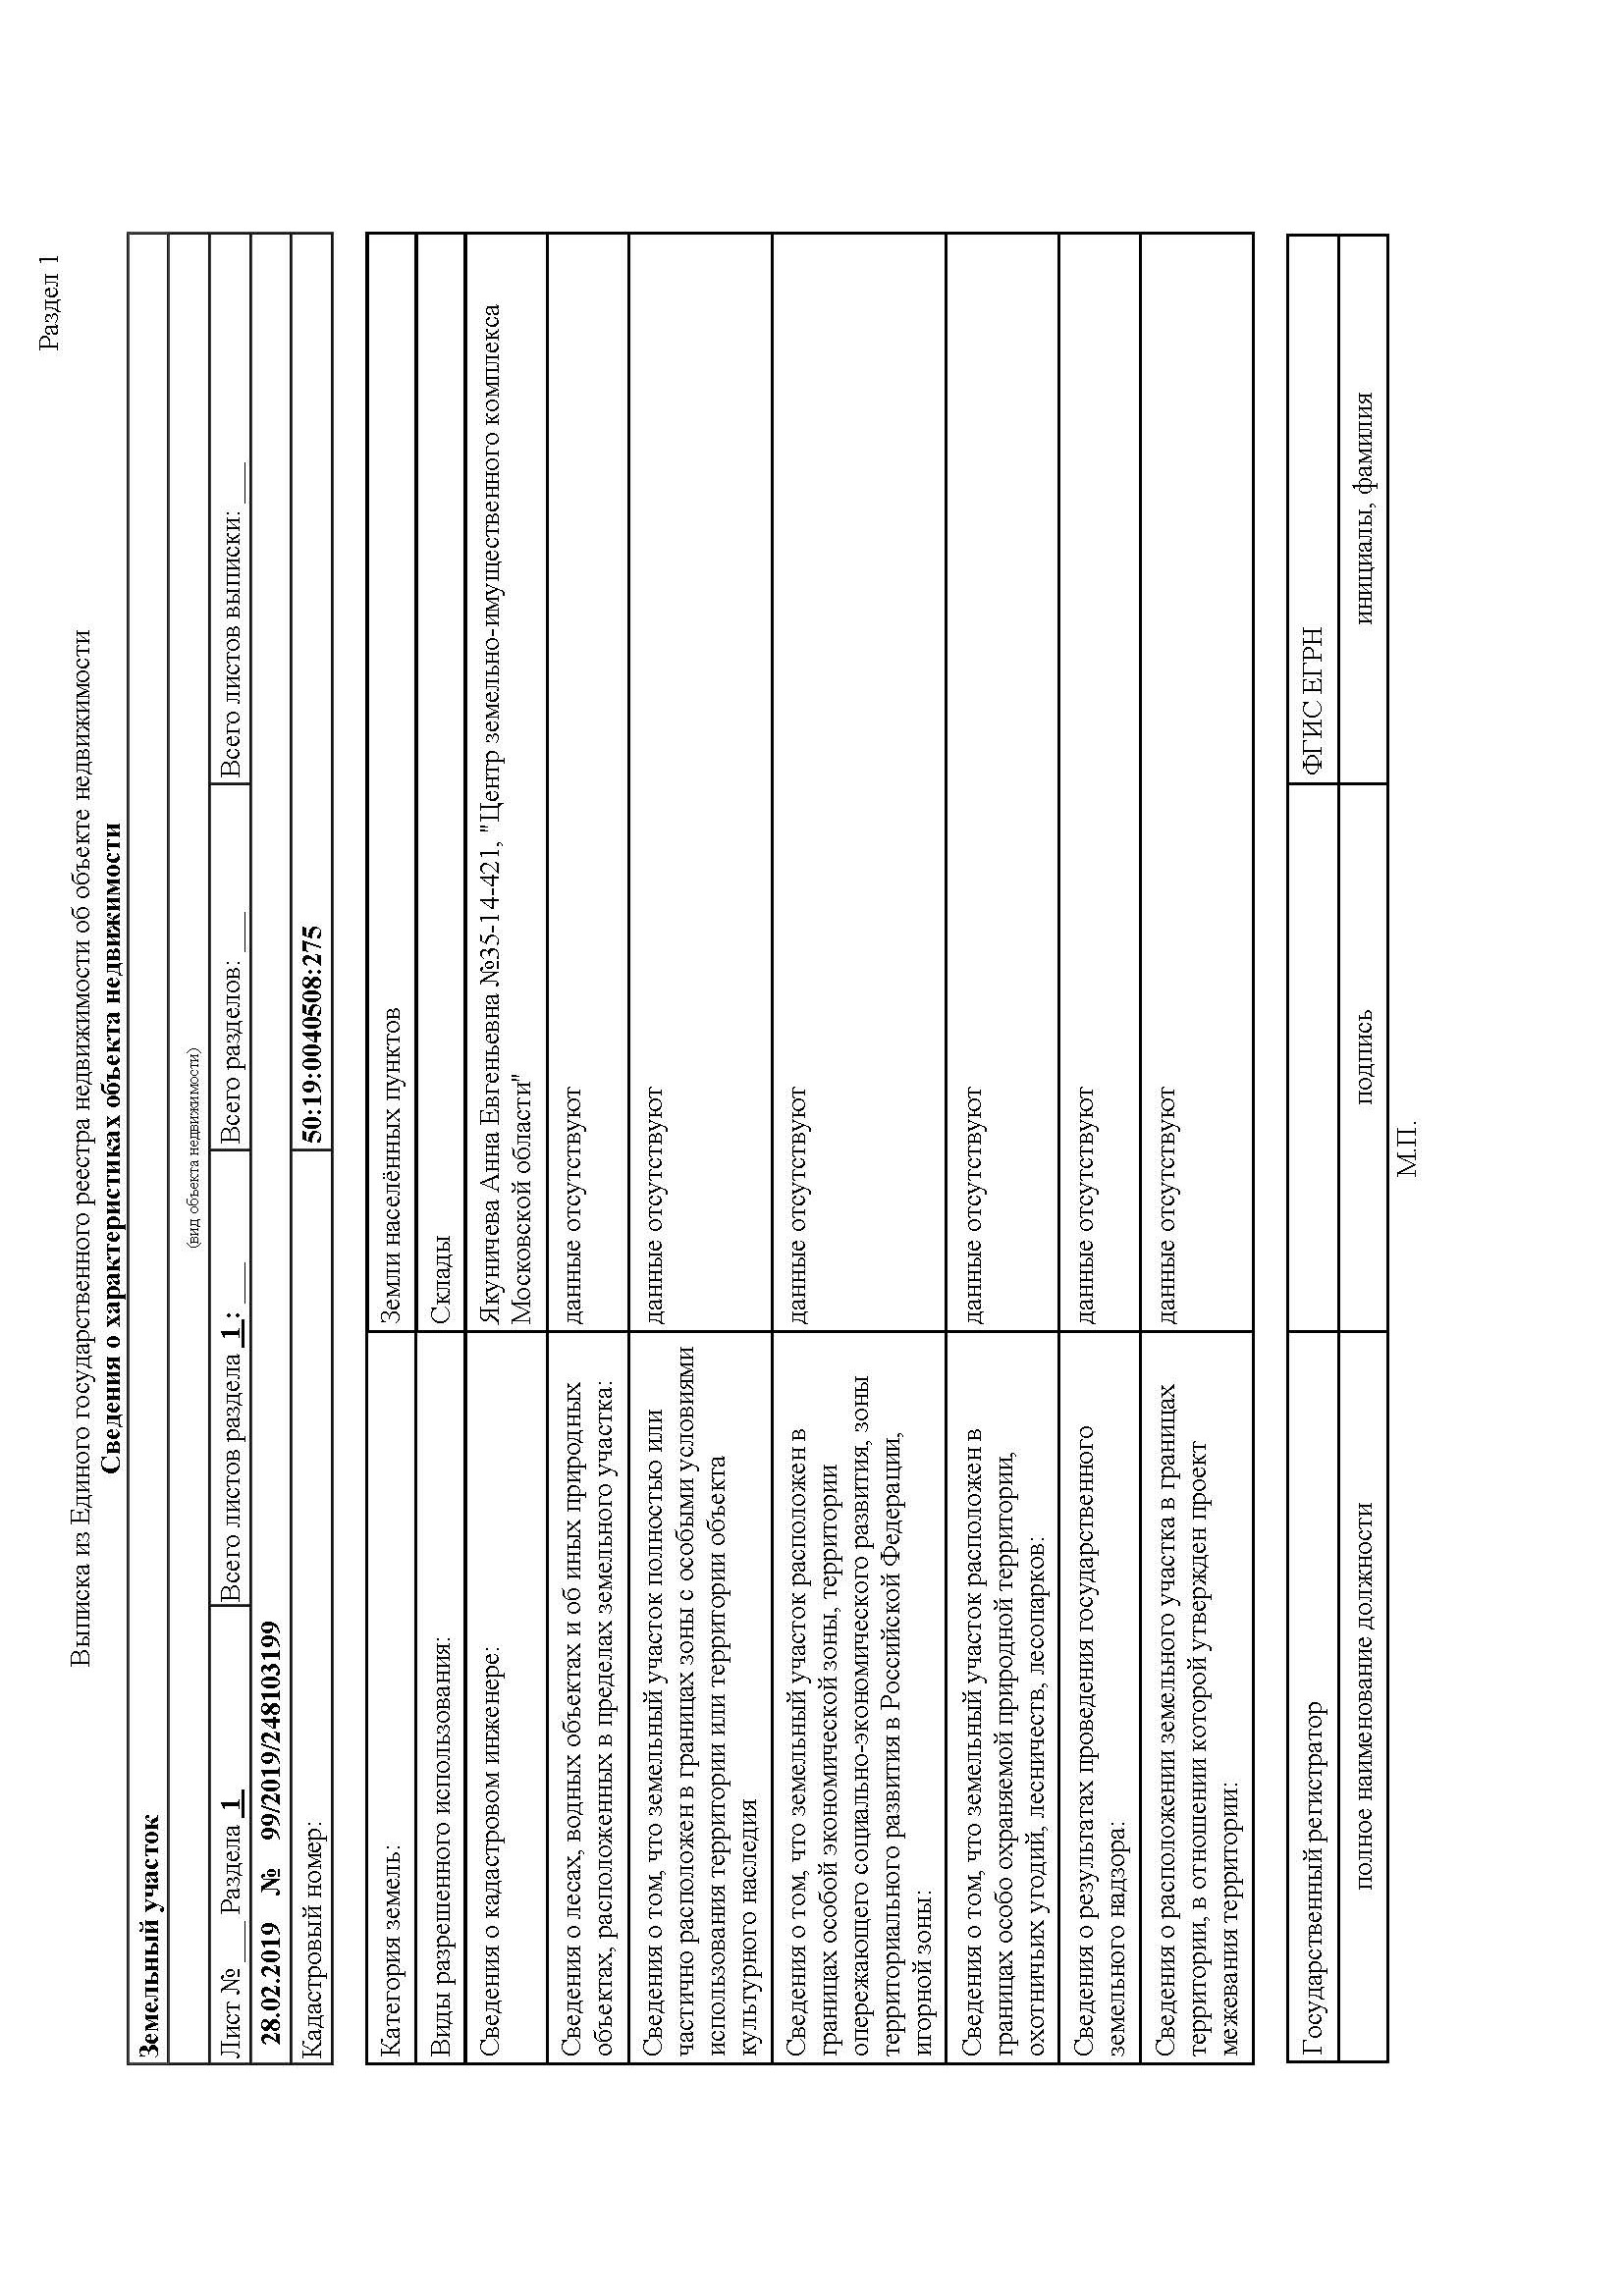 Раздел 1
Выписка из Единого государственного реестра недвижимости об объекте недвижимости
Сведения о характеристиках объекта недвижимости
Земельный участок
(вид объекта недвижимости)
Лист № ___ Раздела 1 Всего листов раздела 1 : ___ Всего разделов: ___ Всего листов выписки: ___
28.02.2019 № 99/2019/248103199
Кадастровый номер: 50:19:0040508:275
Категория земель: Земли населённых пунктов
Виды разрешенного использования: Склады
Сведения о кадастровом инженере: Якуничева Анна Евгеньевна №35-14-421, "Центр земельно-имущественного комплекса
Московской области"
Сведения о лесах, водных объектах и об иных природных данные отсутствуют
объектах, расположенных в пределах земельного участка:
Сведения о том, что земельный участок полностью или данные отсутствуют
частично расположен в границах зоны с особыми условиями
использования территории или территории объекта
культурного наследия
Сведения о том, что земельный участок расположен в данные отсутствуют
границах особой экономической зоны, территории
опережающего социально-экономического развития, зоны
территориального развития в Российской Федерации,
игорной зоны:
Сведения о том, что земельный участок расположен в данные отсутствуют
границах особо охраняемой природной территории,
охотничьих угодий, лесничеств, лесопарков:
Сведения о результатах проведения государственного данные отсутствуют
земельного надзора:
Сведения о расположении земельного участка в границах данные отсутствуют
территории, в отношении которой утвержден проект
межевания территории:
Государственный регистратор ФГИС ЕГРН
полное наименование должности подпись инициалы, фамилия
М.П.